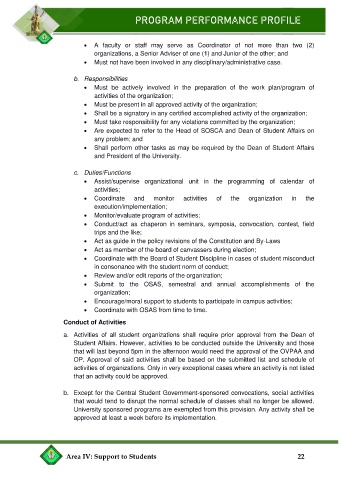 PROGRAM PERFORMANCE PROFILE
• A faculty or staff may serve as Coordinator of not more than two (2)
organizations, a Senior Adviser of one (1) and Junior of the other; and
• Must not have been involved in any disciplinary/administrative case.
b. Responsibilities
• Must be actively involved in the preparation of the work plan/program of
activities of the organization;
• Must be present in all approved activity of the organization;
• Shall be a signatory in any certified accomplished activity of the organization;
• Must take responsibility for any violations committed by the organization;
• Are expected to refer to the Head of SOSCA and Dean of Student Affairs on
any problem; and
• Shall perform other tasks as may be required by the Dean of Student Affairs
and President of the University.
c. Duties/Functions
• Assist/supervise organizational unit in the programming of calendar of
activities;
• Coordinate and monitor activities of the organization in the
execution/implementation;
• Monitor/evaluate program of activities;
• Conduct/act as chaperon in seminars, symposia, convocation, contest, field
trips and the like;
• Act as guide in the policy revisions of the Constitution and By-Laws
• Act as member of the board of canvassers during election;
• Coordinate with the Board of Student Discipline in cases of student misconduct
in consonance with the student norm of conduct;
• Review and/or edit reports of the organization;
• Submit to the OSAS, semestral and annual accomplishments of the
organization;
• Encourage/moral support to students to participate in campus activities;
• Coordinate with OSAS from time to time.
Conduct of Activities
a. Activities of all student organizations shall require prior approval from the Dean of
Student Affairs. However, activities to be conducted outside the University and those
that will last beyond 5pm in the afternoon would need the approval of the OVPAA and
OP. Approval of said activities shall be based on the submitted list and schedule of
activities of organizations. Only in very exceptional cases where an activity is not listed
that an activity could be approved.
b. Except for the Central Student Government-sponsored convocations, social activities
that would tend to disrupt the normal schedule of classes shall no longer be allowed.
University sponsored programs are exempted from this provision. Any activity shall be
approved at least a week before its implementation.
Area IV: Support to Students 22